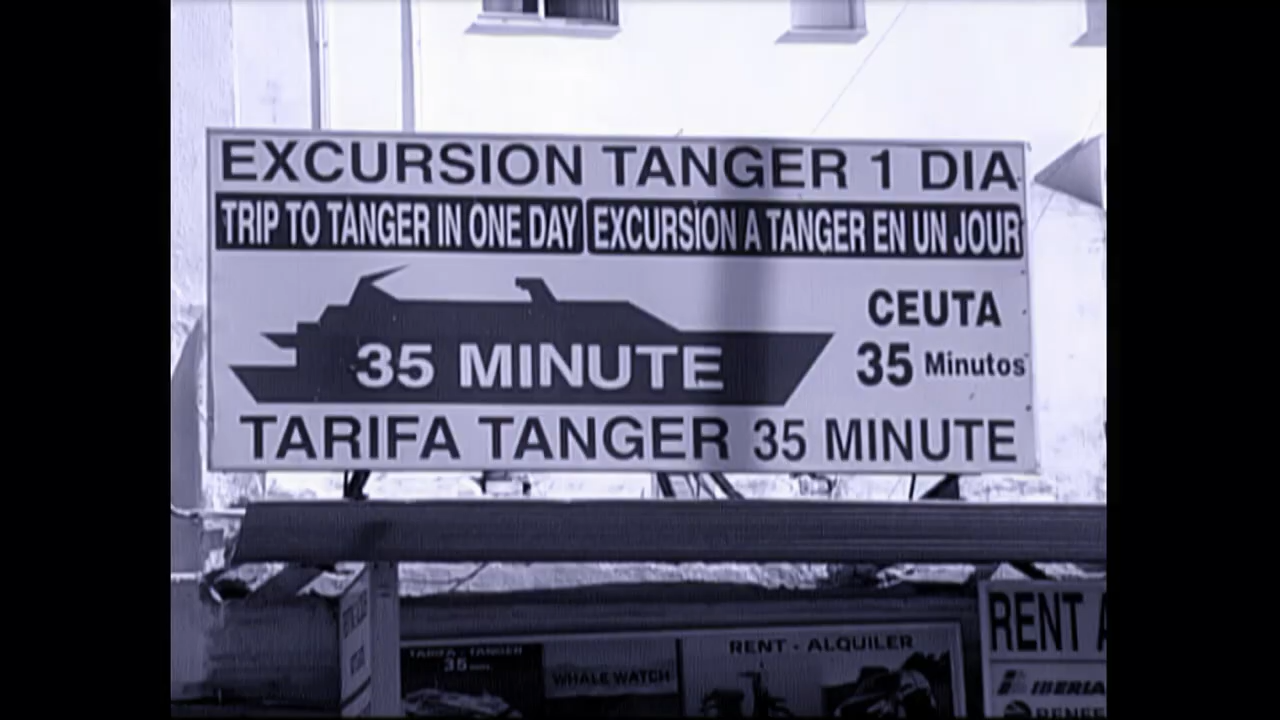 EXCURSION TANGER 1 DIA
TRIP TO TANGER IN ONE DAY
EXCURSION A TANGER EN UN JOUR
35 MINUTE
CEUTA
35 Minutos
TARIFA TANGER 35 MINUTE
TARIFA - TANGER
35
WHALE WATCH
RENT - ALQUILER
RENT A
IBERIA
RENFE